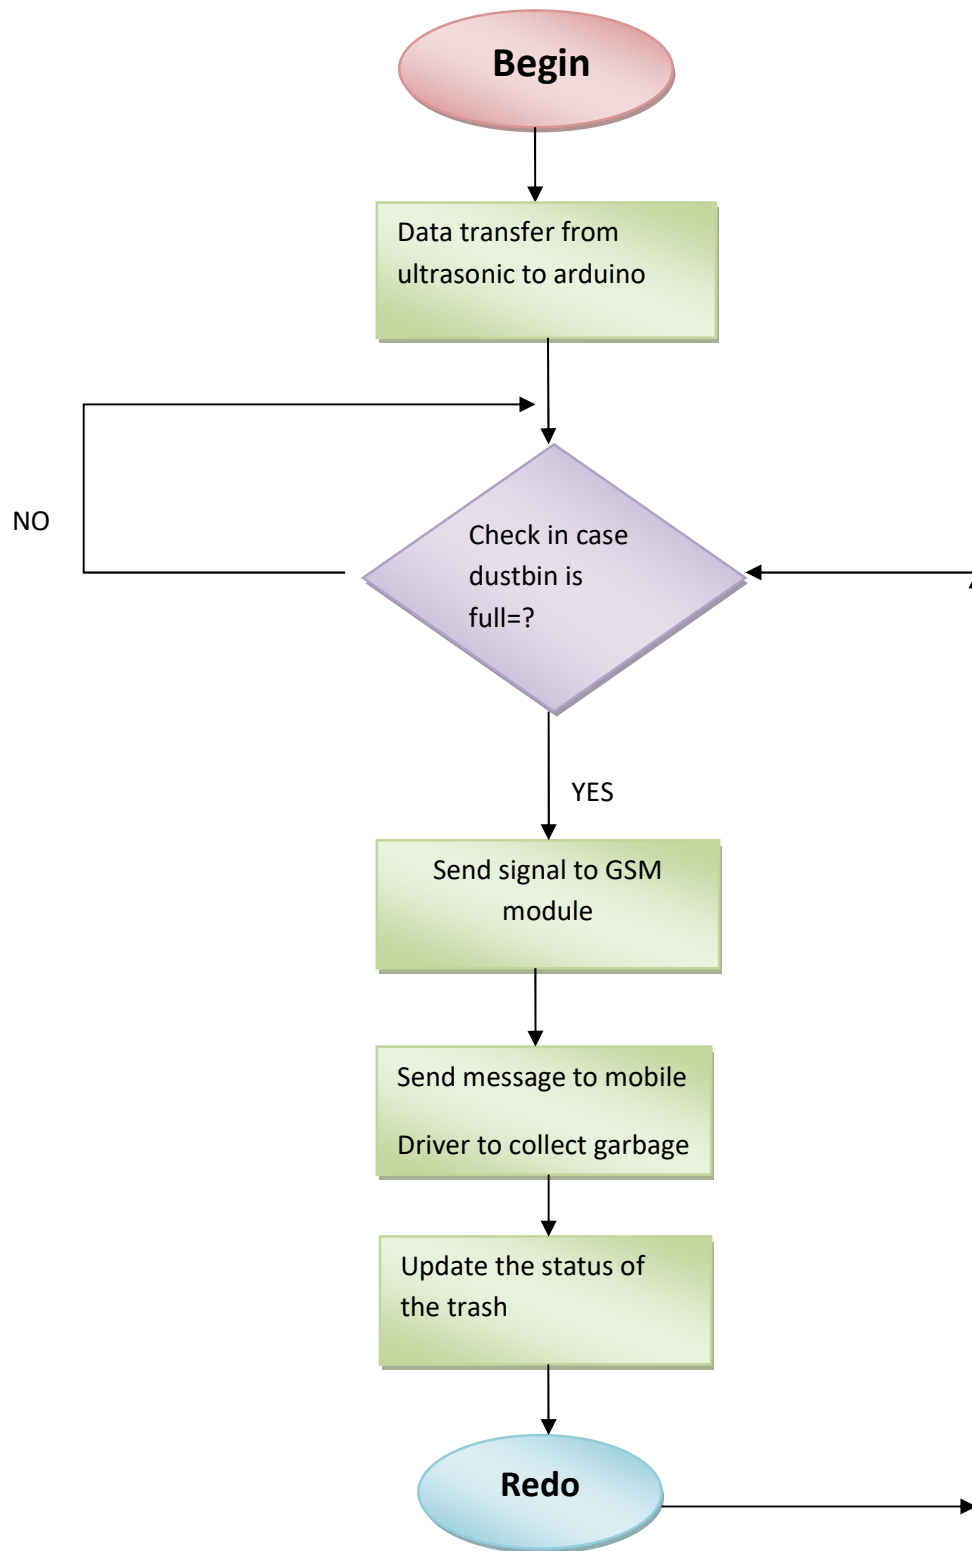 Begin
Data transfer from
ultrasonic to arduino
NO
Check in case
dustbin is
full=?
YES
Send signal to GSM
module
Send message to mobile
Driver to collect garbage
Update the status of
the trash
Redo